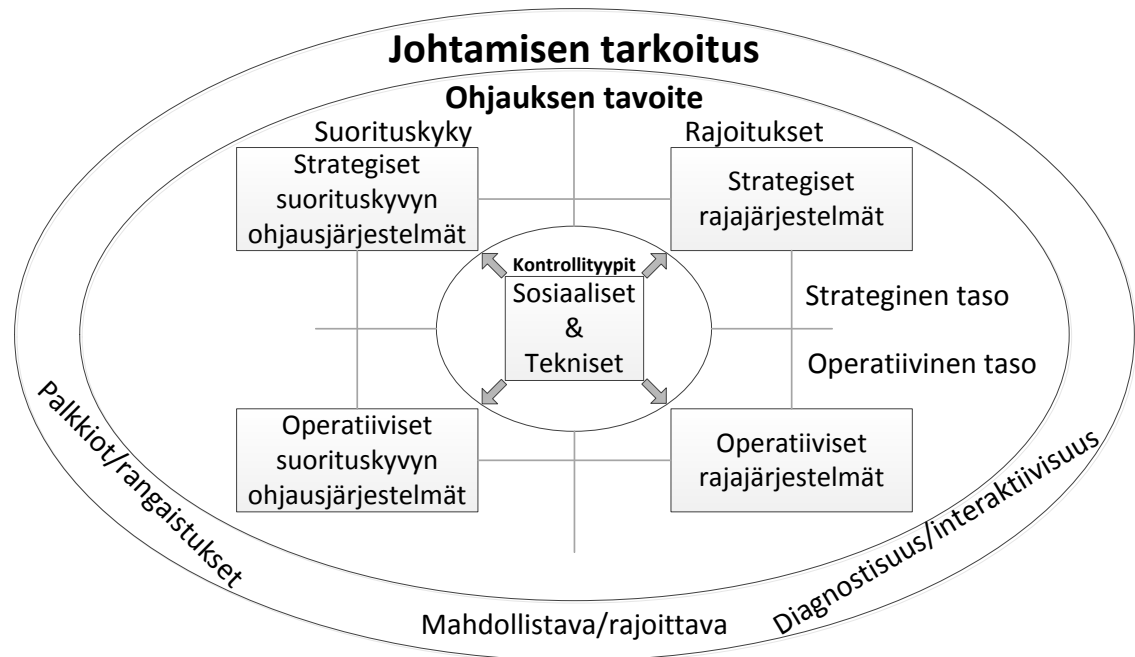 Johtamisen tarkoitus
Ohjauksen tavoite
Suorituskyky
Rajoitukset
Strategiset
suorituskyvyn
ohjausjärjestelmät
Strategiset
rajajärjestelmät
Kontrollityypit
Sosiaaliset
&
Tekniset
Strateginen taso
Operatiivinen taso
Operatiiviset
suorituskyvyn
ohjausjärjestelmät
Operatiiviset
rajajärjestelmät
Palkkiot/rangaistukset
Mahdollistava/rajoittava
Diagnostisuus/interaktiivisuus